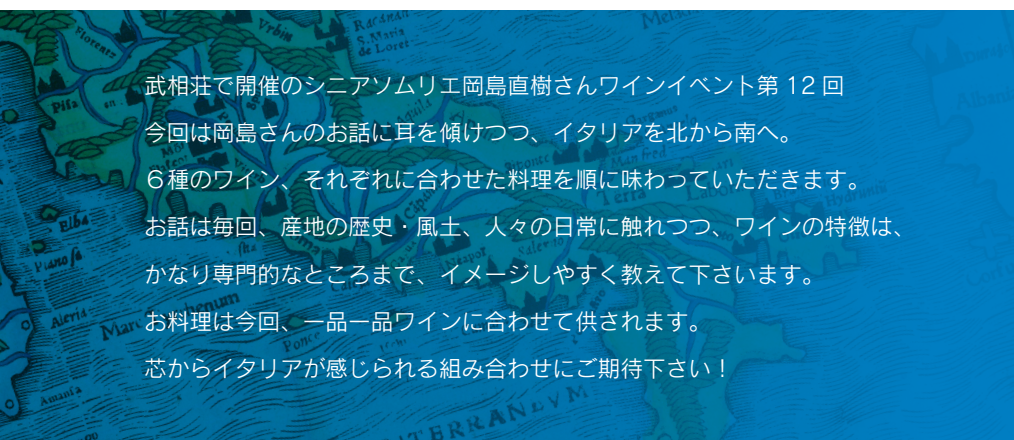 Vrbin
Racanati
S. Maria
de Loret
Fiorenza
Pisa
武相荘で開催のシニアソムリエ岡島直樹さんワインイベント第 12 回
今回は岡島さんのお話に耳を傾けつつ、イタリアを北から南へ。
６種のワイン、それぞれに合わせた料理を順に味わっていただきます。
Elba
お話は毎回、産地の歴史・風土、人々の日常に触れつつ、ワインの特徴は、
Pianosa
かなり専門的なところまで、イメージしやすく教えて下さいます。
Aleria
お料理は今回、一品一品ワインに合わせて供されます。
芯からイタリアが感じられる組み合わせにご期待下さい！